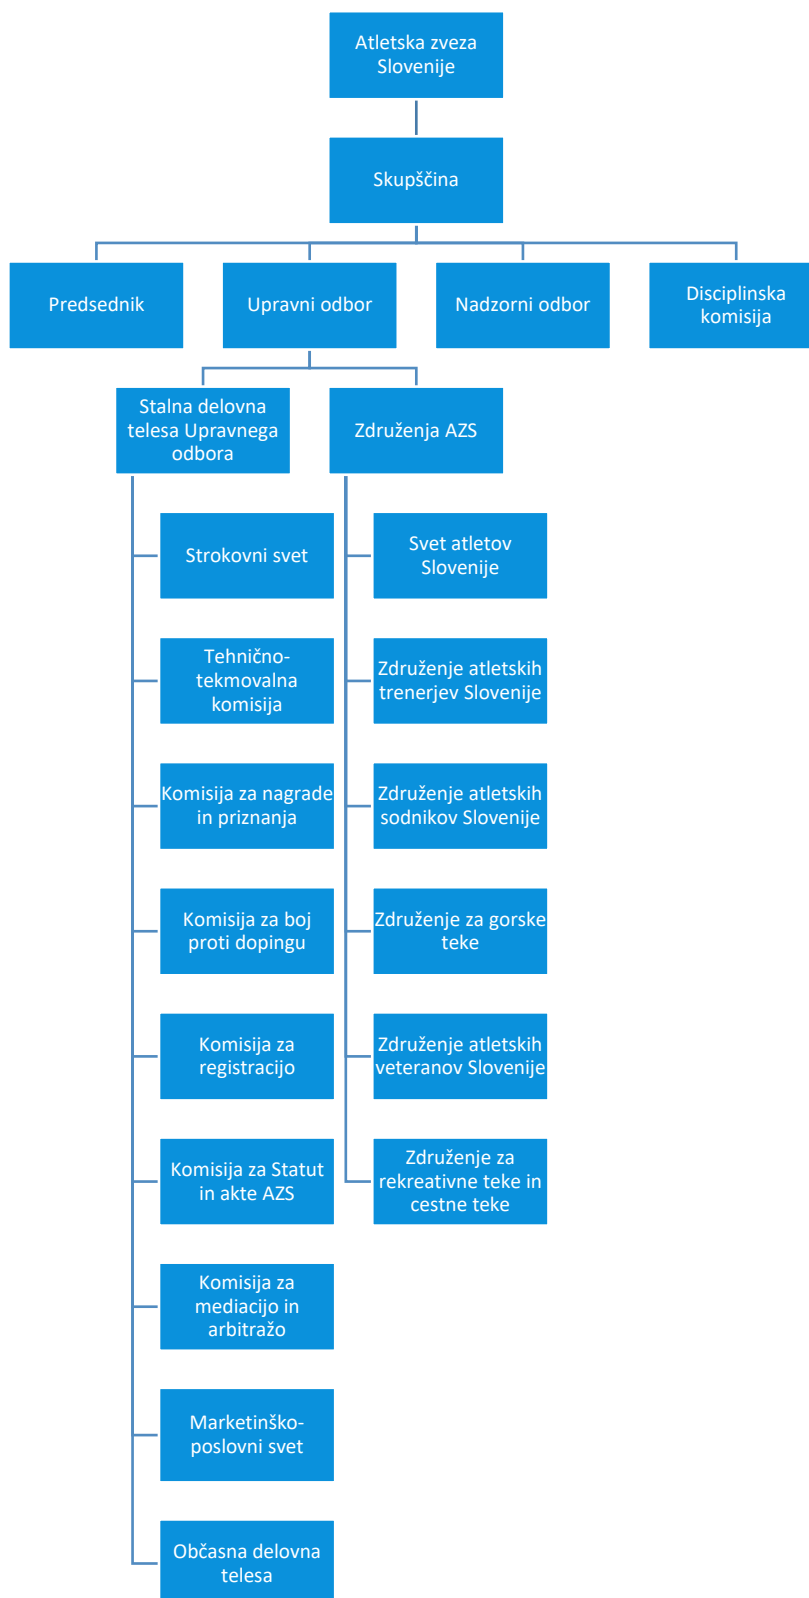 Atletska zveza
Slovenije
Skupščina
Predsednik
Upravni odbor
Nadzorni odbor
Disciplinska
komisija
Stalna delovna
telesa Upravnega
odbora
Združenja AZS
Strokovni svet
Svet atletov
Slovenije
Tehnično-
tekmovalna
komisija
Združenje atletskih
trenerjev Slovenije
Komisija za nagrade
in priznanja
Združenje atletskih
sodnikov Slovenije
Komisija za boj
proti dopingu
Združenje za gorske
teke
Komisija za
registracijo
Združenje atletskih
veteranov Slovenije
Komisija za Statut
in akte AZS
Združenje za
rekreativne teke in
cestne teke
Komisija za
mediacijo in
arbitražo
Marketinško-
poslovni svet
Občasna delovna
telesa